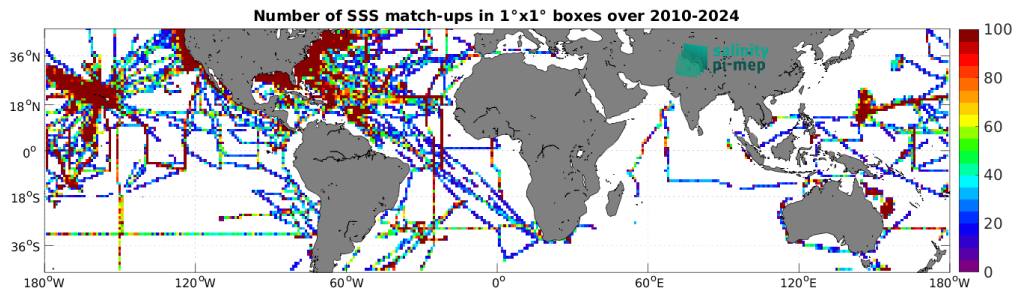 Number of SSS match-ups in 1°x1° boxes over 2010-2024
salinity
pi-mep
36°N
18°N
0°
18°S
36°S
180°W
120°W
60°W
0°
60°E
120°E
180°W
100
80
60
40
20
0